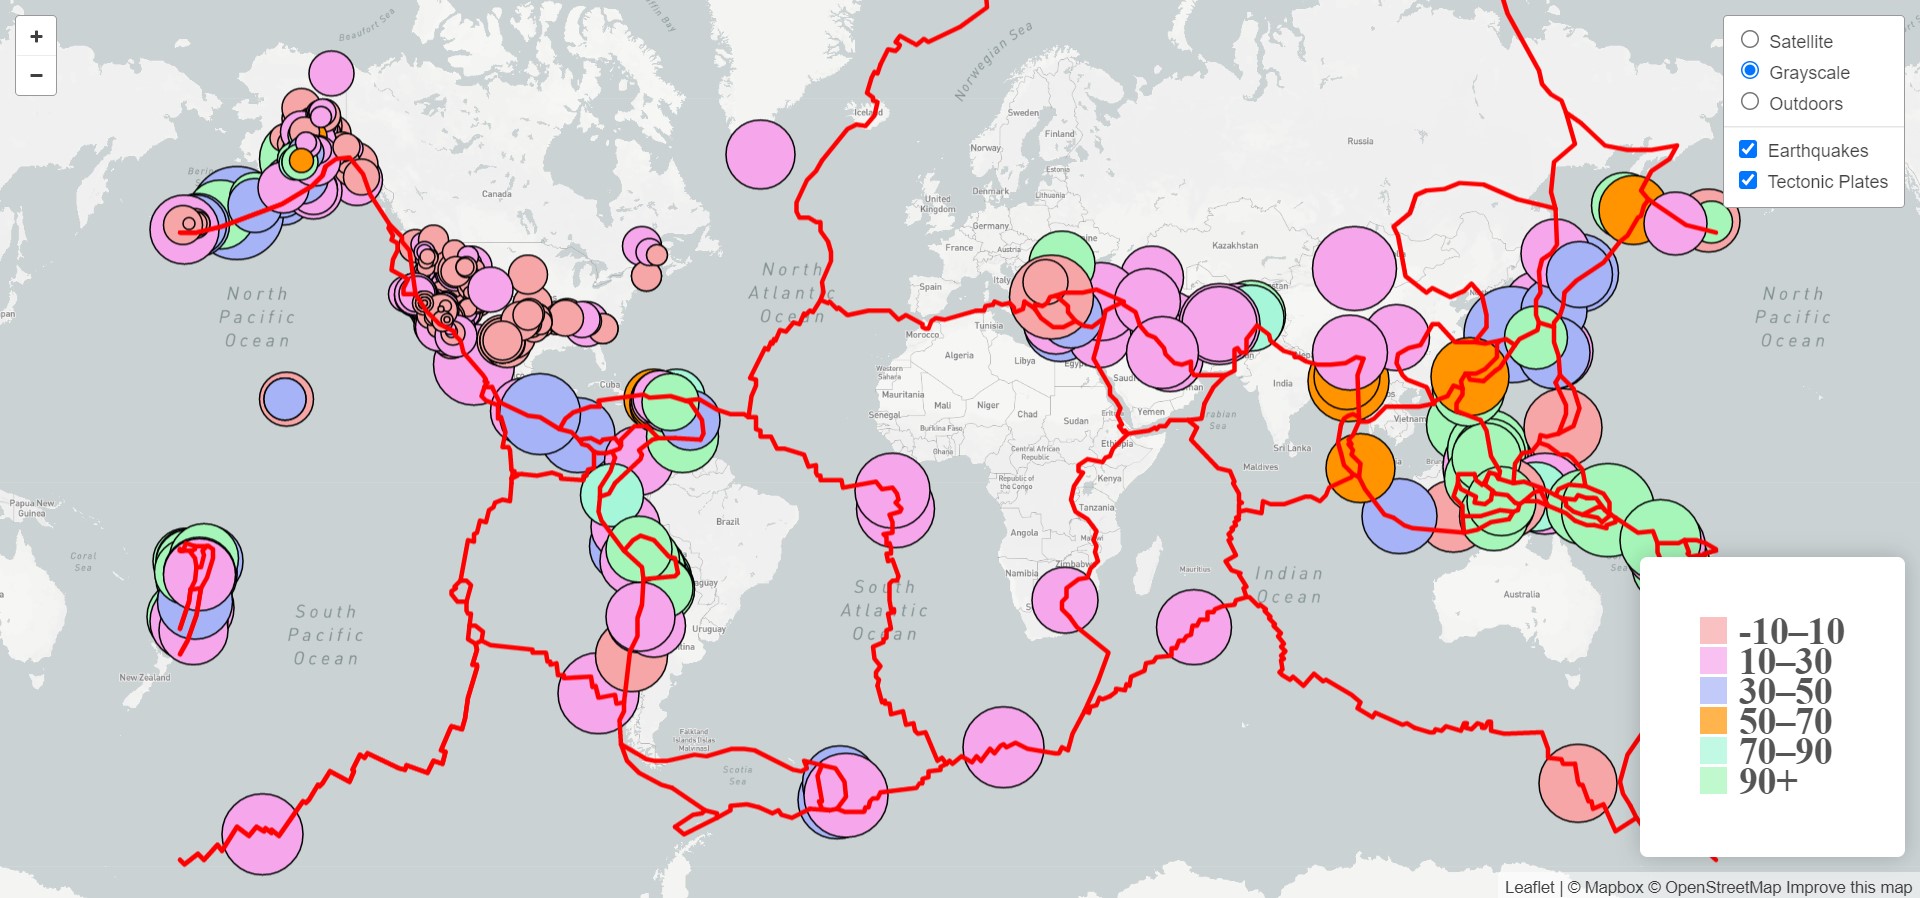 +
−
Satellite
Grayscale
Outdoors
Earthquakes
Tectonic Plates
Beaufort Sea
Norwegian Sea
Iceland
Sweden
Finland
Norway
Estonia
Russia
Canada
United
Kingdom
Denmark
Lithuania
Germany
France
Austria
Kazakhstan
Spain
North
Atlantic
Ocean
North
Pacific
Ocean
North
Pacific
Ocean
Morocco
Tunisia
Algeria
Libya
Western
Sahara
Mauritania
Mali
Niger
Chad
Sudan
Yemen
Senegal
Burkina Faso
Ghana
Central African
Republic
Ethiopia
India
Sri Lanka
Maldives
Vietnam
Cuba
Republic of
the Congo
Kenya
Tanzania
Angola
Namibia
Zimbabwe
Mauritius
Indian
Ocean
Brazil
Uruguay
Papua New
Guinea
Coral
Sea
South
Pacific
Ocean
South
Atlantic
Ocean
New Zealand
Australia
Falkland
Islands (Islas
Malvinas)
Scotia
Sea
-10–10
10–30
30–50
50–70
70–90
90+
Leaflet | © Mapbox © OpenStreetMap Improve this map